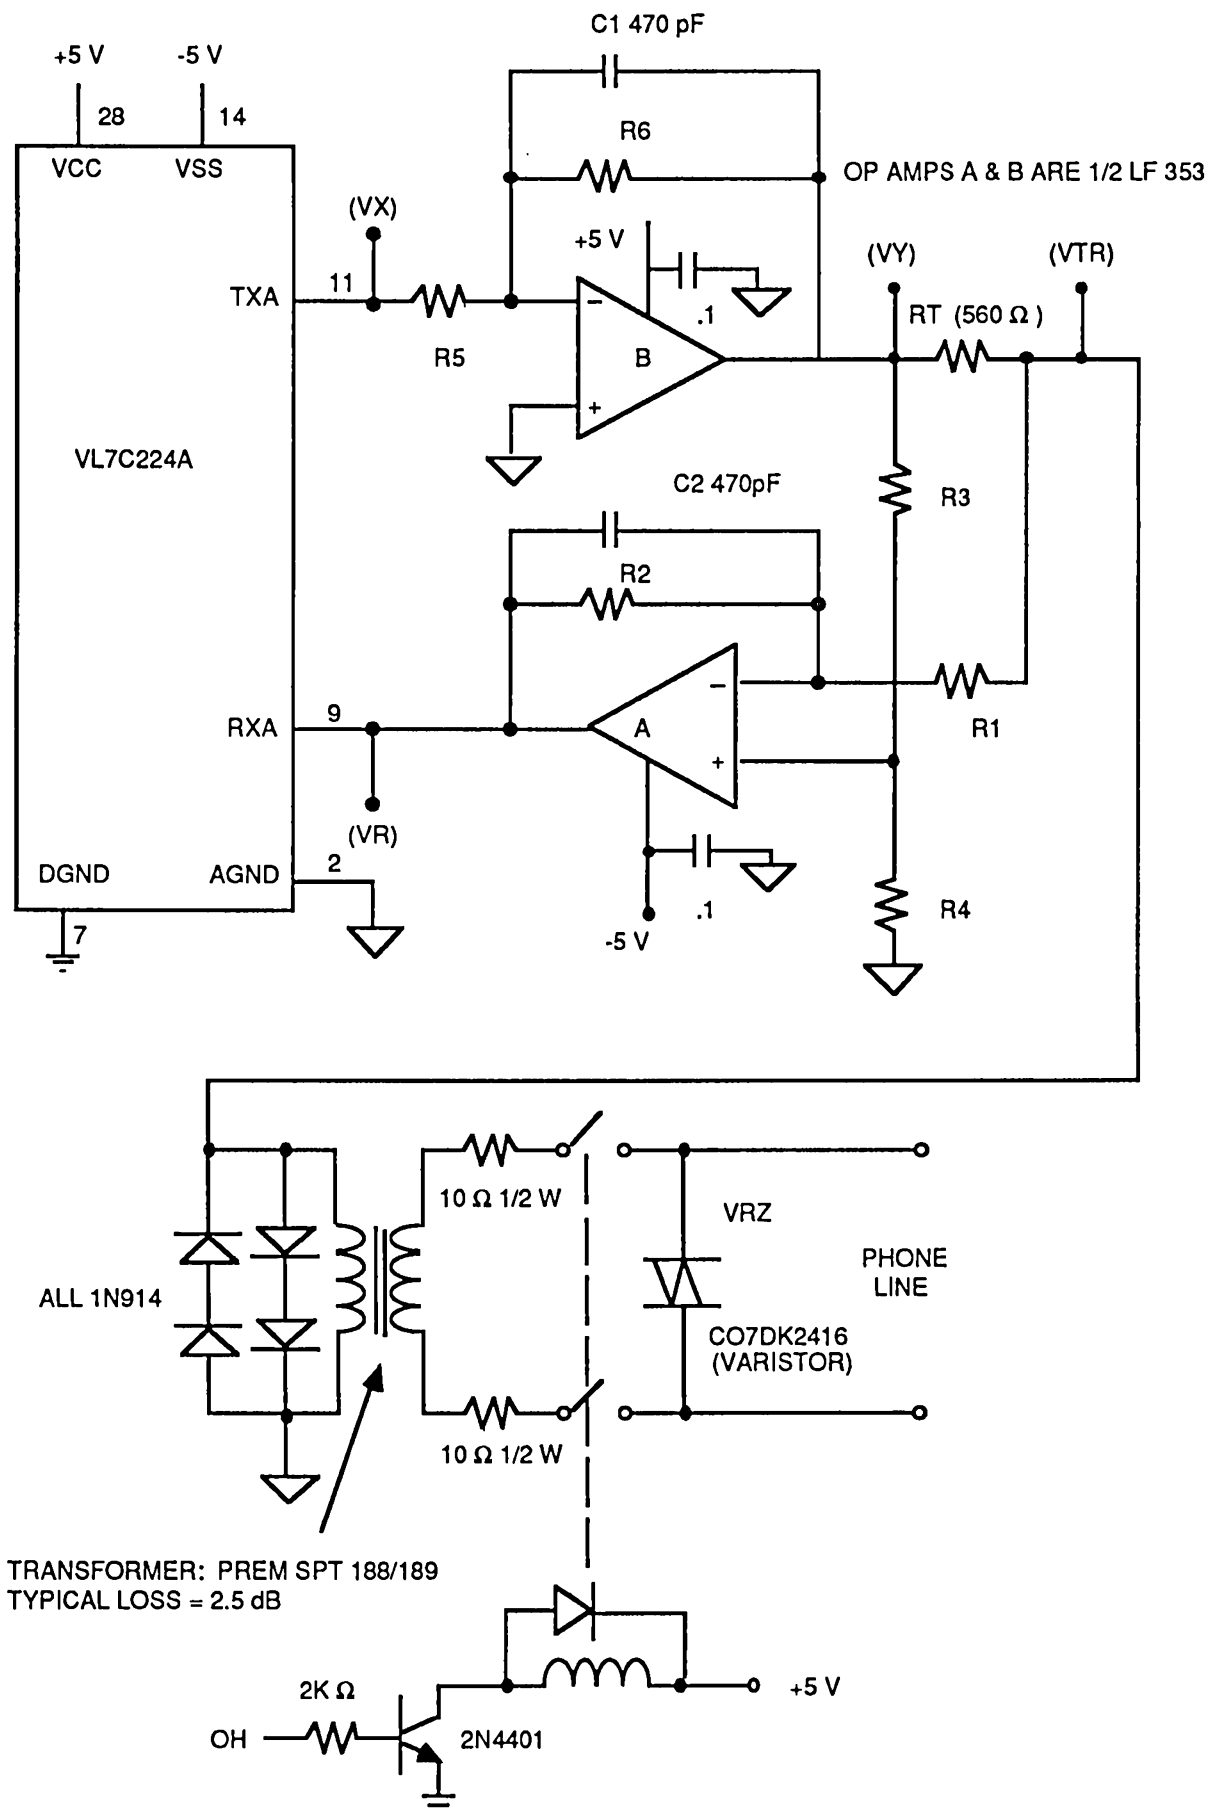 C1 470 pF
+5 V
-5 V
28
14
VCC
VSS
R6
OP AMPS A & B ARE 1/2 LF 353
(VX)
+5 V
(VY)
(VTR)
TXA
11
RT (560 Ω )
.1
R5
B
−
+
VL7C224A
C2 470pF
R3
R2
−
+
RXA
9
A
R1
(VR)
DGND
AGND
2
.1
R4
7
-5 V
10 Ω 1/2 W
VRZ
PHONE
LINE
ALL 1N914
CO7DK2416
(VARISTOR)
10 Ω 1/2 W
TRANSFORMER: PREM SPT 188/189
TYPICAL LOSS = 2.5 dB
2K Ω
+5 V
OH
2N4401